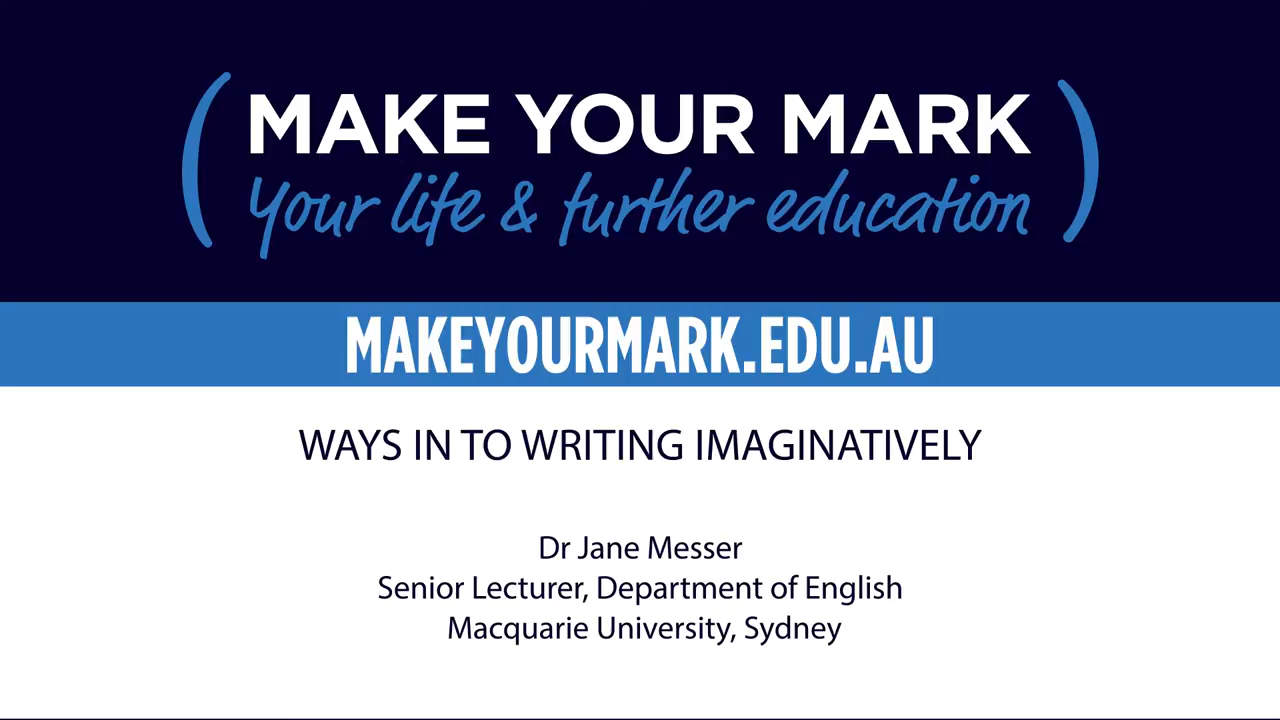 MAKE YOUR MARK
Your life & further education
MAKEYOURMARK.EDU.AU
WAYS IN TO WRITING IMAGINATIVELY
Dr Jane Messer
Senior Lecturer, Department of English
Macquarie University, Sydney